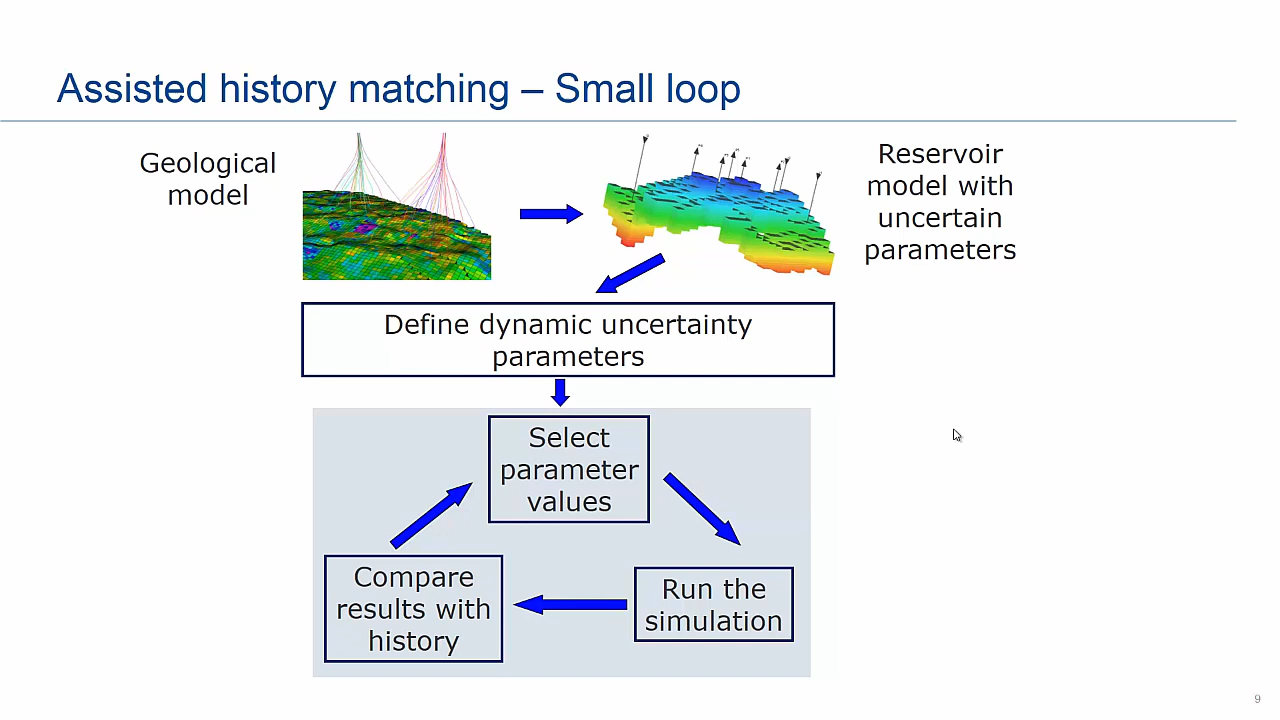 Assisted history matching – Small loop
Geological
model
Reservoir
model with
uncertain
parameters
Define dynamic uncertainty
parameters
Select
parameter
values
Compare
results with
history
Run the
simulation
9